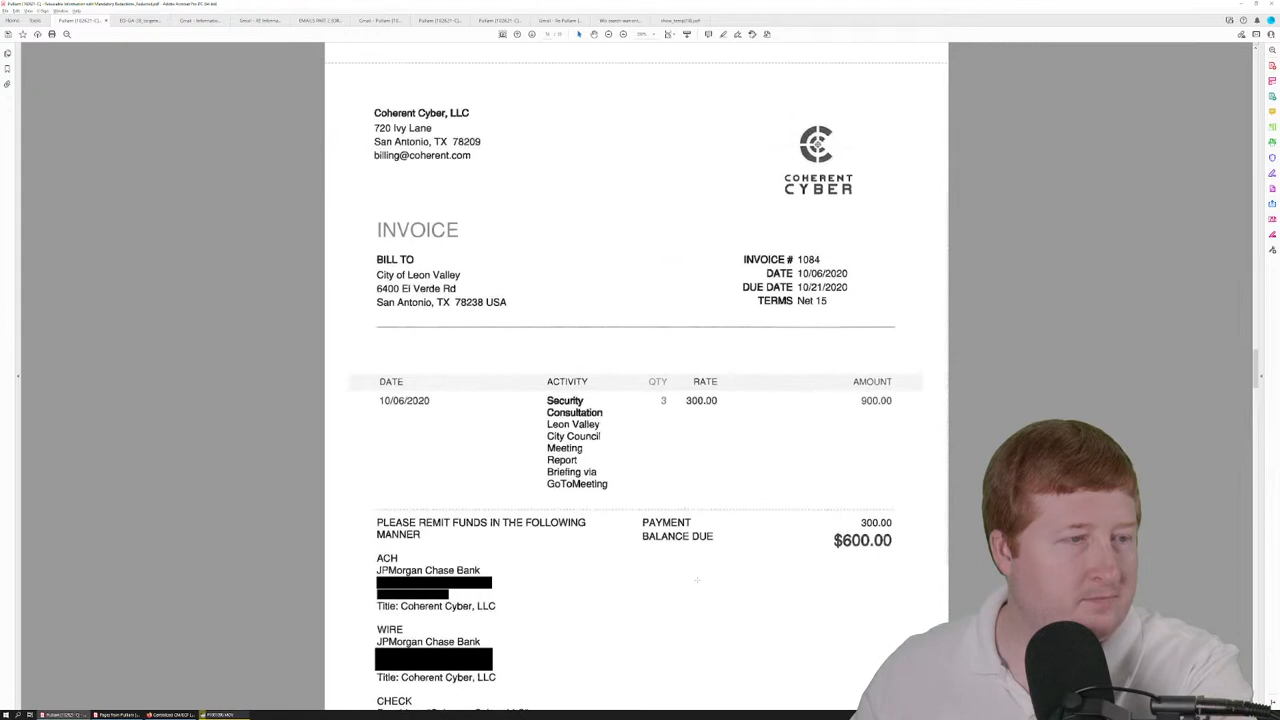 Home Tools
Coherent Cyber, LLC
720 Ivy Lane
San Antonio, TX 78209
billing@coherent.com
COHERENT
CYBER
INVOICE
BILL TO
City of Leon Valley
6400 El Verde Rd
San Antonio, TX 78238 USA
INVOICE # 1084
DATE 10/06/2020
DUE DATE 10/21/2020
TERMS Net 15
DATE ACTIVITY QTY RATE AMOUNT
10/06/2020 Security 3 300.00 900.00
Consultation
Leon Valley
City Council
Meeting
Report
Briefing via
GoToMeeting
PLEASE REMIT FUNDS IN THE FOLLOWING
MANNER
PAYMENT 300.00
BALANCE DUE $600.00
ACH
JPMorgan Chase Bank
Title: Coherent Cyber, LLC
WIRE
JPMorgan Chase Bank
Title: Coherent Cyber, LLC
CHECK